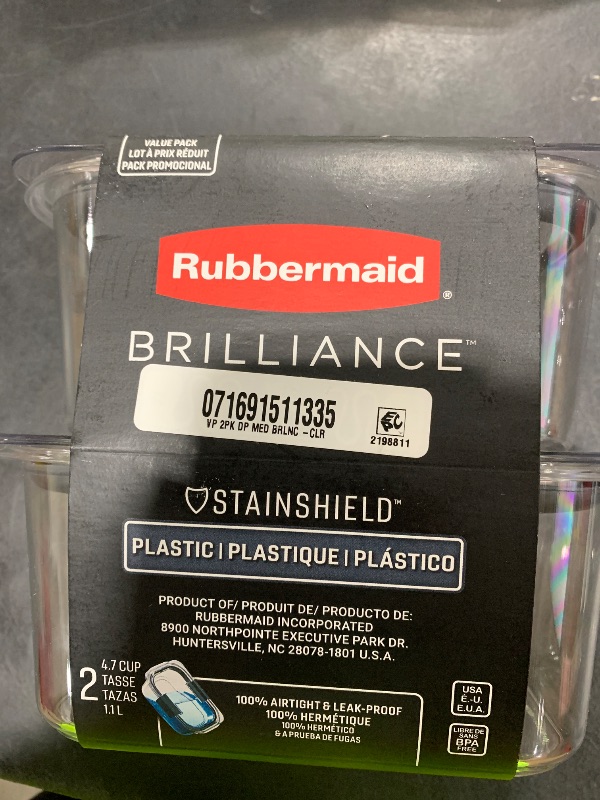 VALUE PACK
LOT À PRIX RÉDUIT
PACK PROMOCIONAL
Rubbermaid®
BRILLIANCE™
071691511335
VP 2PK DP MED BRLNC -CLR
2198811
STAINSHIELD™
PLASTIC | PLASTIQUE | PLÁSTICO
PRODUCT OF/ PRODUIT DE/ PRODUCTO DE:
RUBBERMAID INCORPORATED
8900 NORTHPOINTE EXECUTIVE PARK DR.
HUNTERSVILLE, NC 28078-1801 U.S.A.
2
4.7 CUP
TASSE
TAZAS
1.1 L
100% AIRTIGHT & LEAK-PROOF
100% HERMÉTIQUE
100% HERMÉTICO
& A PRUEBA DE FUGAS
USA
É.-U.
E.U.A.
LIBRE DE
SANS
BPA
FREE